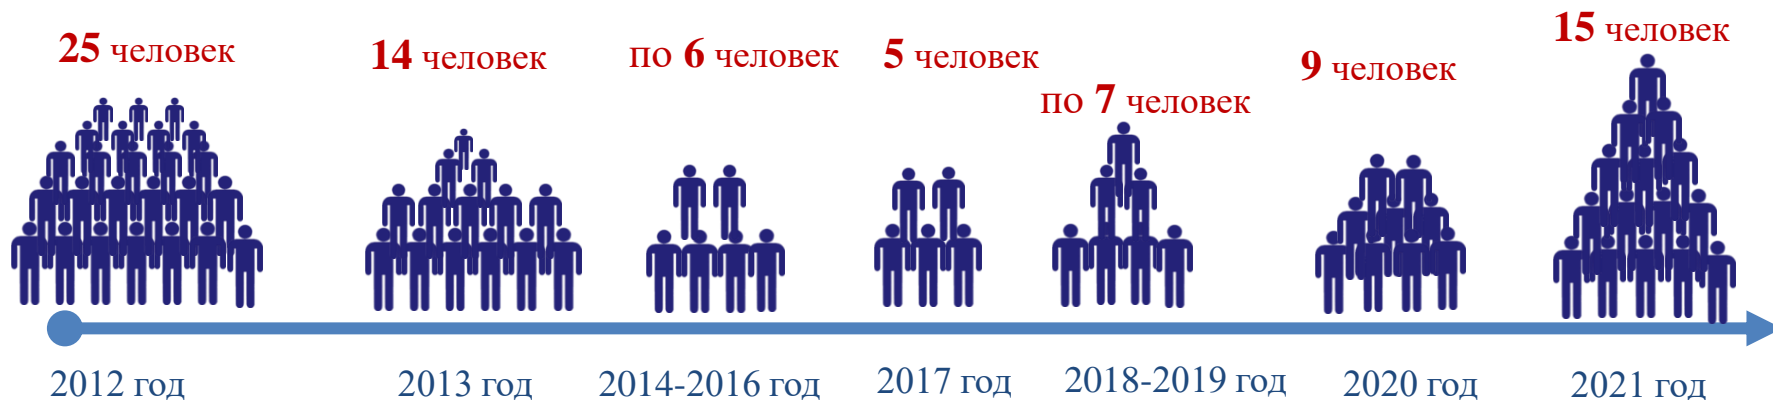 25 человек
14 человек
по 6 человек
5 человек
по 7 человек
9 человек
15 человек
2012 год
2013 год
2014-2016 год
2017 год
2018-2019 год
2020 год
2021 год